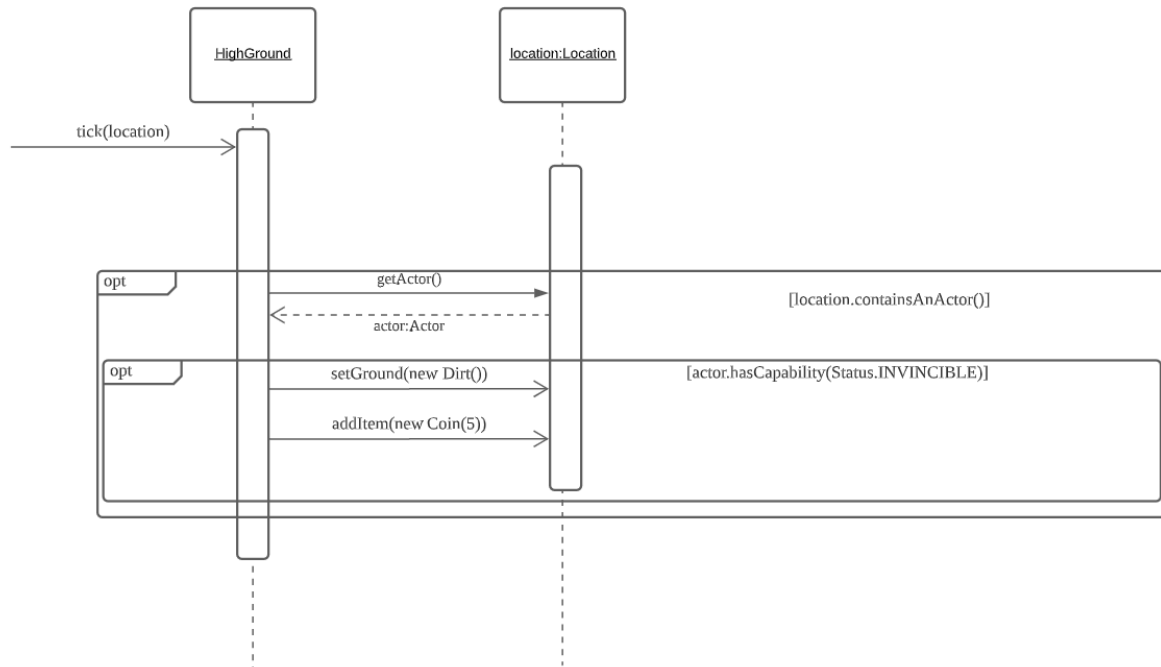 HighGround
location:Location
tick(location)
opt
getActor()
[location.containsAnActor()]
actor:Actor
opt
setGround(new Dirt())
[actor.hasCapability(Status.INVINCIBLE)]
addItem(new Coin(5))